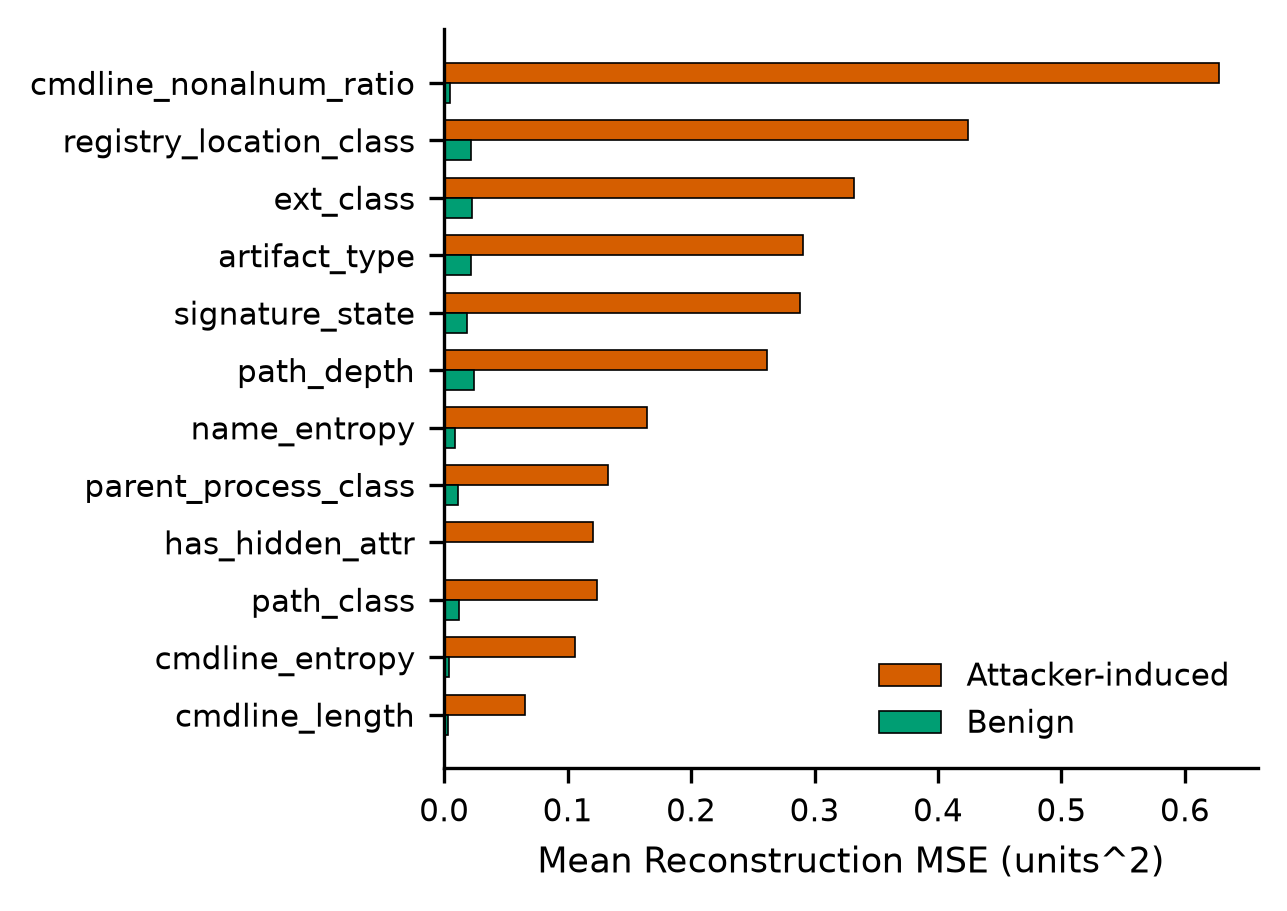 cmdline_nonalnum_ratio
registry_location_class
ext_class
artifact_type
signature_state
path_depth
name_entropy
parent_process_class
has_hidden_attr
path_class
cmdline_entropy
cmdline_length
Attacker-induced
Benign
0.0 0.1 0.2 0.3 0.4 0.5 0.6
Mean Reconstruction MSE (units^2)